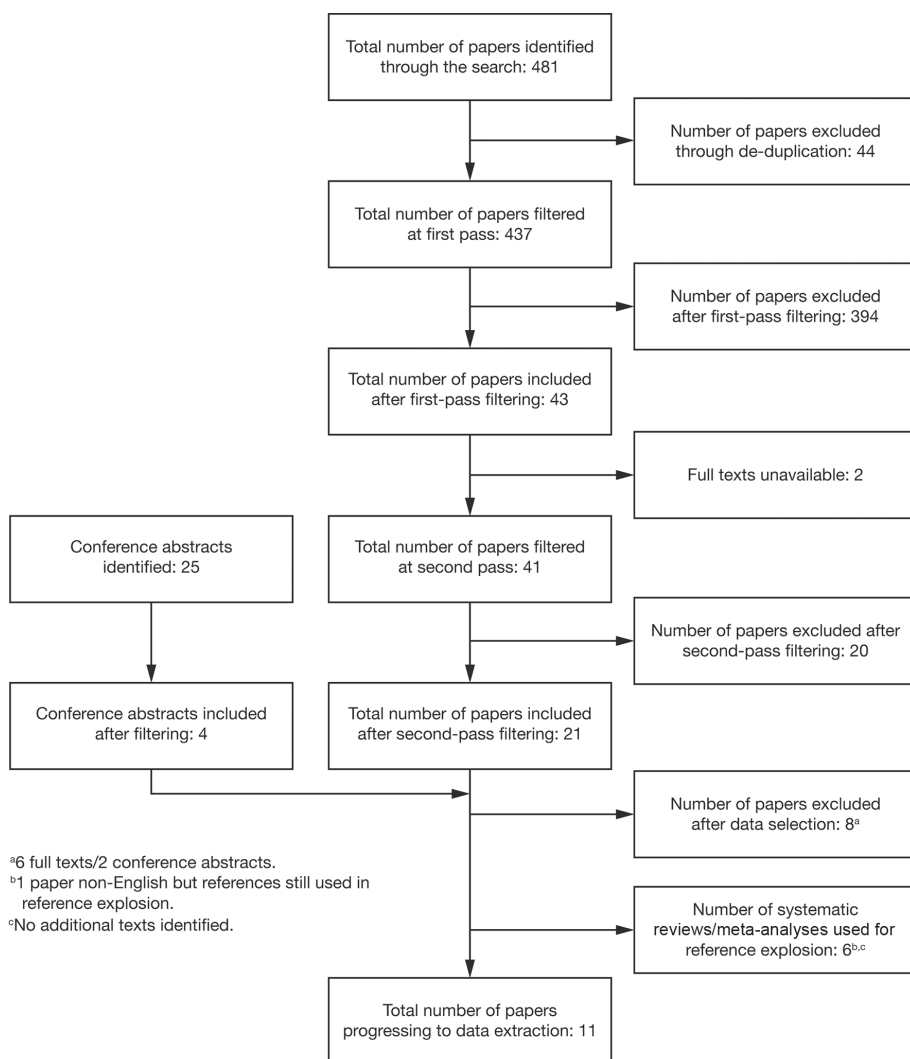 Total number of papers identified
through the search: 481
Number of papers excluded
through de-duplication: 44
Total number of papers filtered
at first pass: 437
Number of papers excluded
after first-pass filtering: 394
Total number of papers included
after first-pass filtering: 43
Full texts unavailable: 2
Conference abstracts
identified: 25
Total number of papers filtered
at second pass: 41
Number of papers excluded after
second-pass filtering: 20
Conference abstracts included
after filtering: 4
Total number of papers included
after second-pass filtering: 21
Number of papers excluded
after data selection: 8ᵃ
ᵃ6 full texts/2 conference abstracts.
ᵇ1 paper non-English but references still used in
reference explosion.
ᶜNo additional texts identified.
Number of systematic
reviews/meta-analyses used for
reference explosion: 6ᵇ,ᶜ
Total number of papers
progressing to data extraction: 11